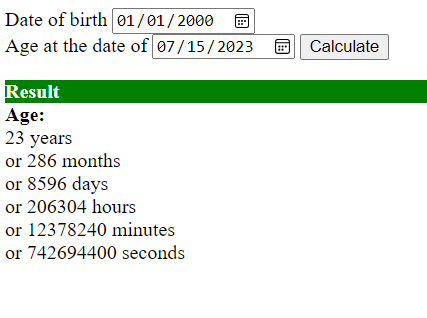 Date of birth 01/01/2000
Age at the date of 07/15/2023 Calculate
Result
Age:
23 years
or 286 months
or 8596 days
or 206304 hours
or 12378240 minutes
or 742694400 seconds